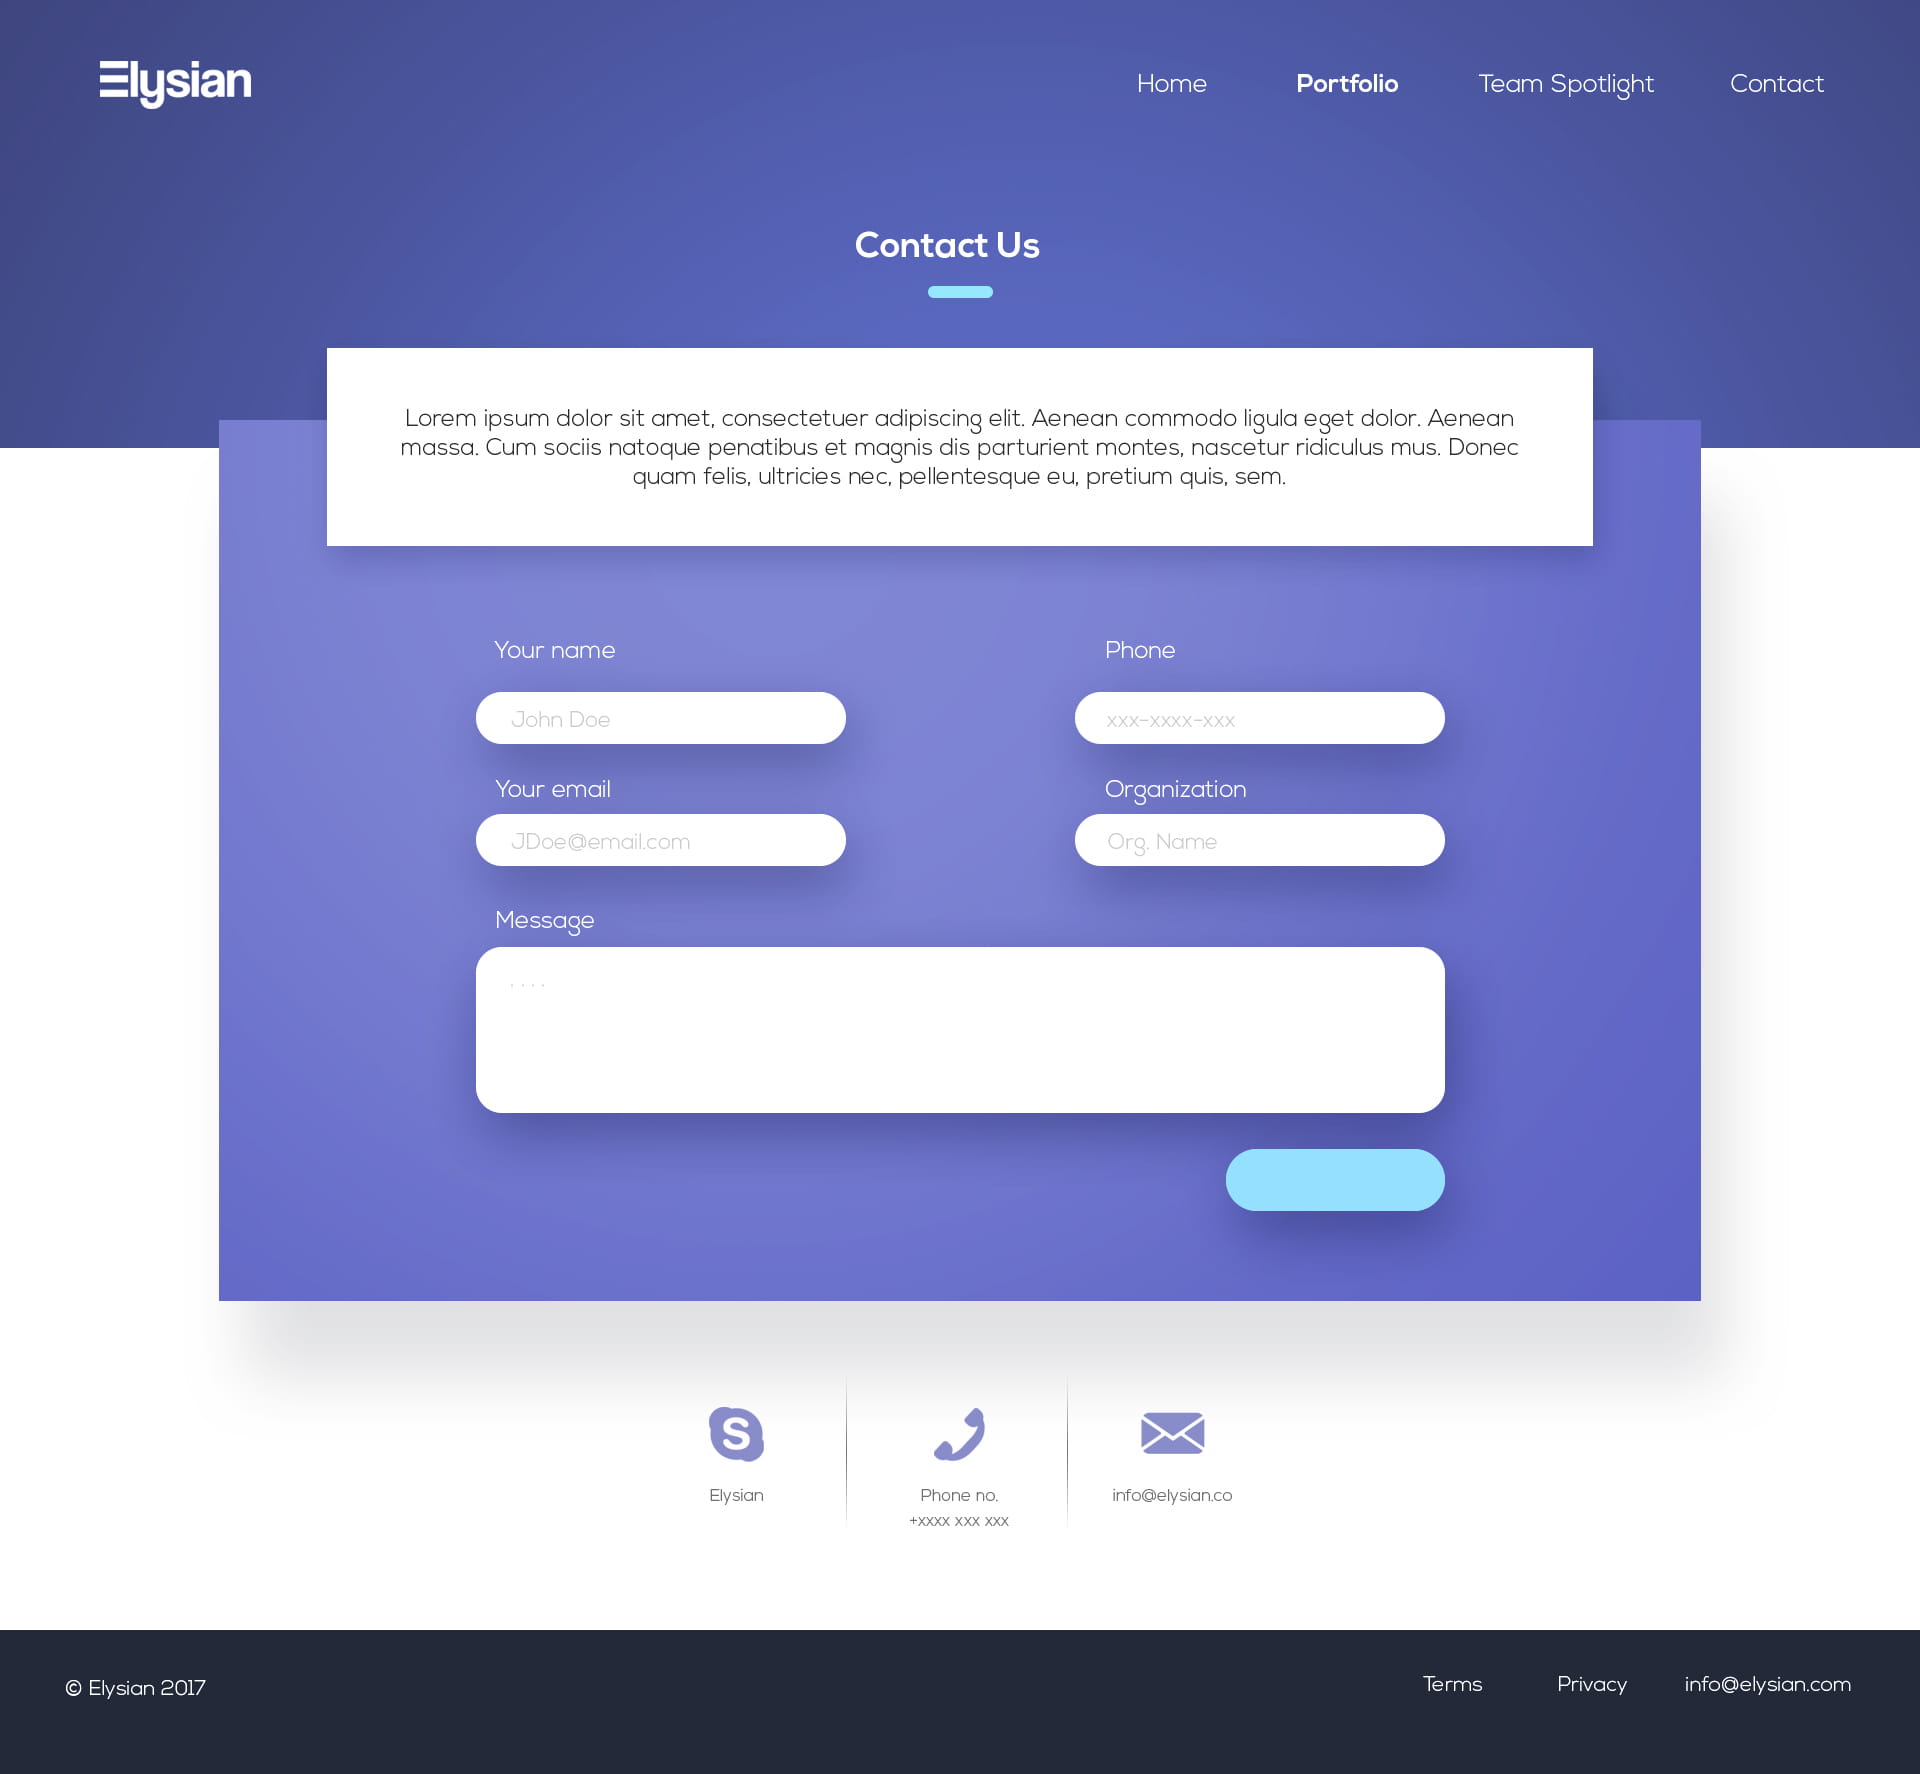 Elysian
Home Portfolio Team Spotlight Contact
Contact Us
Lorem ipsum dolor sit amet, consectetuer adipiscing elit. Aenean commodo ligula eget dolor. Aenean
massa. Cum sociis natoque penatibus et magnis dis parturient montes, nascetur ridiculus mus. Donec
quam felis, ultricies nec, pellentesque eu, pretium quis, sem.
Your name
John Doe
Phone
xxx-xxxx-xxx
Your email
JDoe@email.com
Organization
Org. Name
Message
. . . .
S
Elysian
Phone no.
+xxxx xxx xxx
info@elysian.co
© Elysian 2017
Terms Privacy info@elysian.com